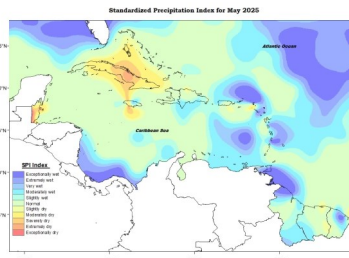 Standardized Precipitation Index for May 2025
Atlantic Ocean
Caribbean Sea
SPI Index
Exceptionally wet
Extremely wet
Very wet
Moderately wet
Slightly wet
Normal
Slightly dry
Moderately dry
Severely dry
Extremely dry
Exceptionally dry